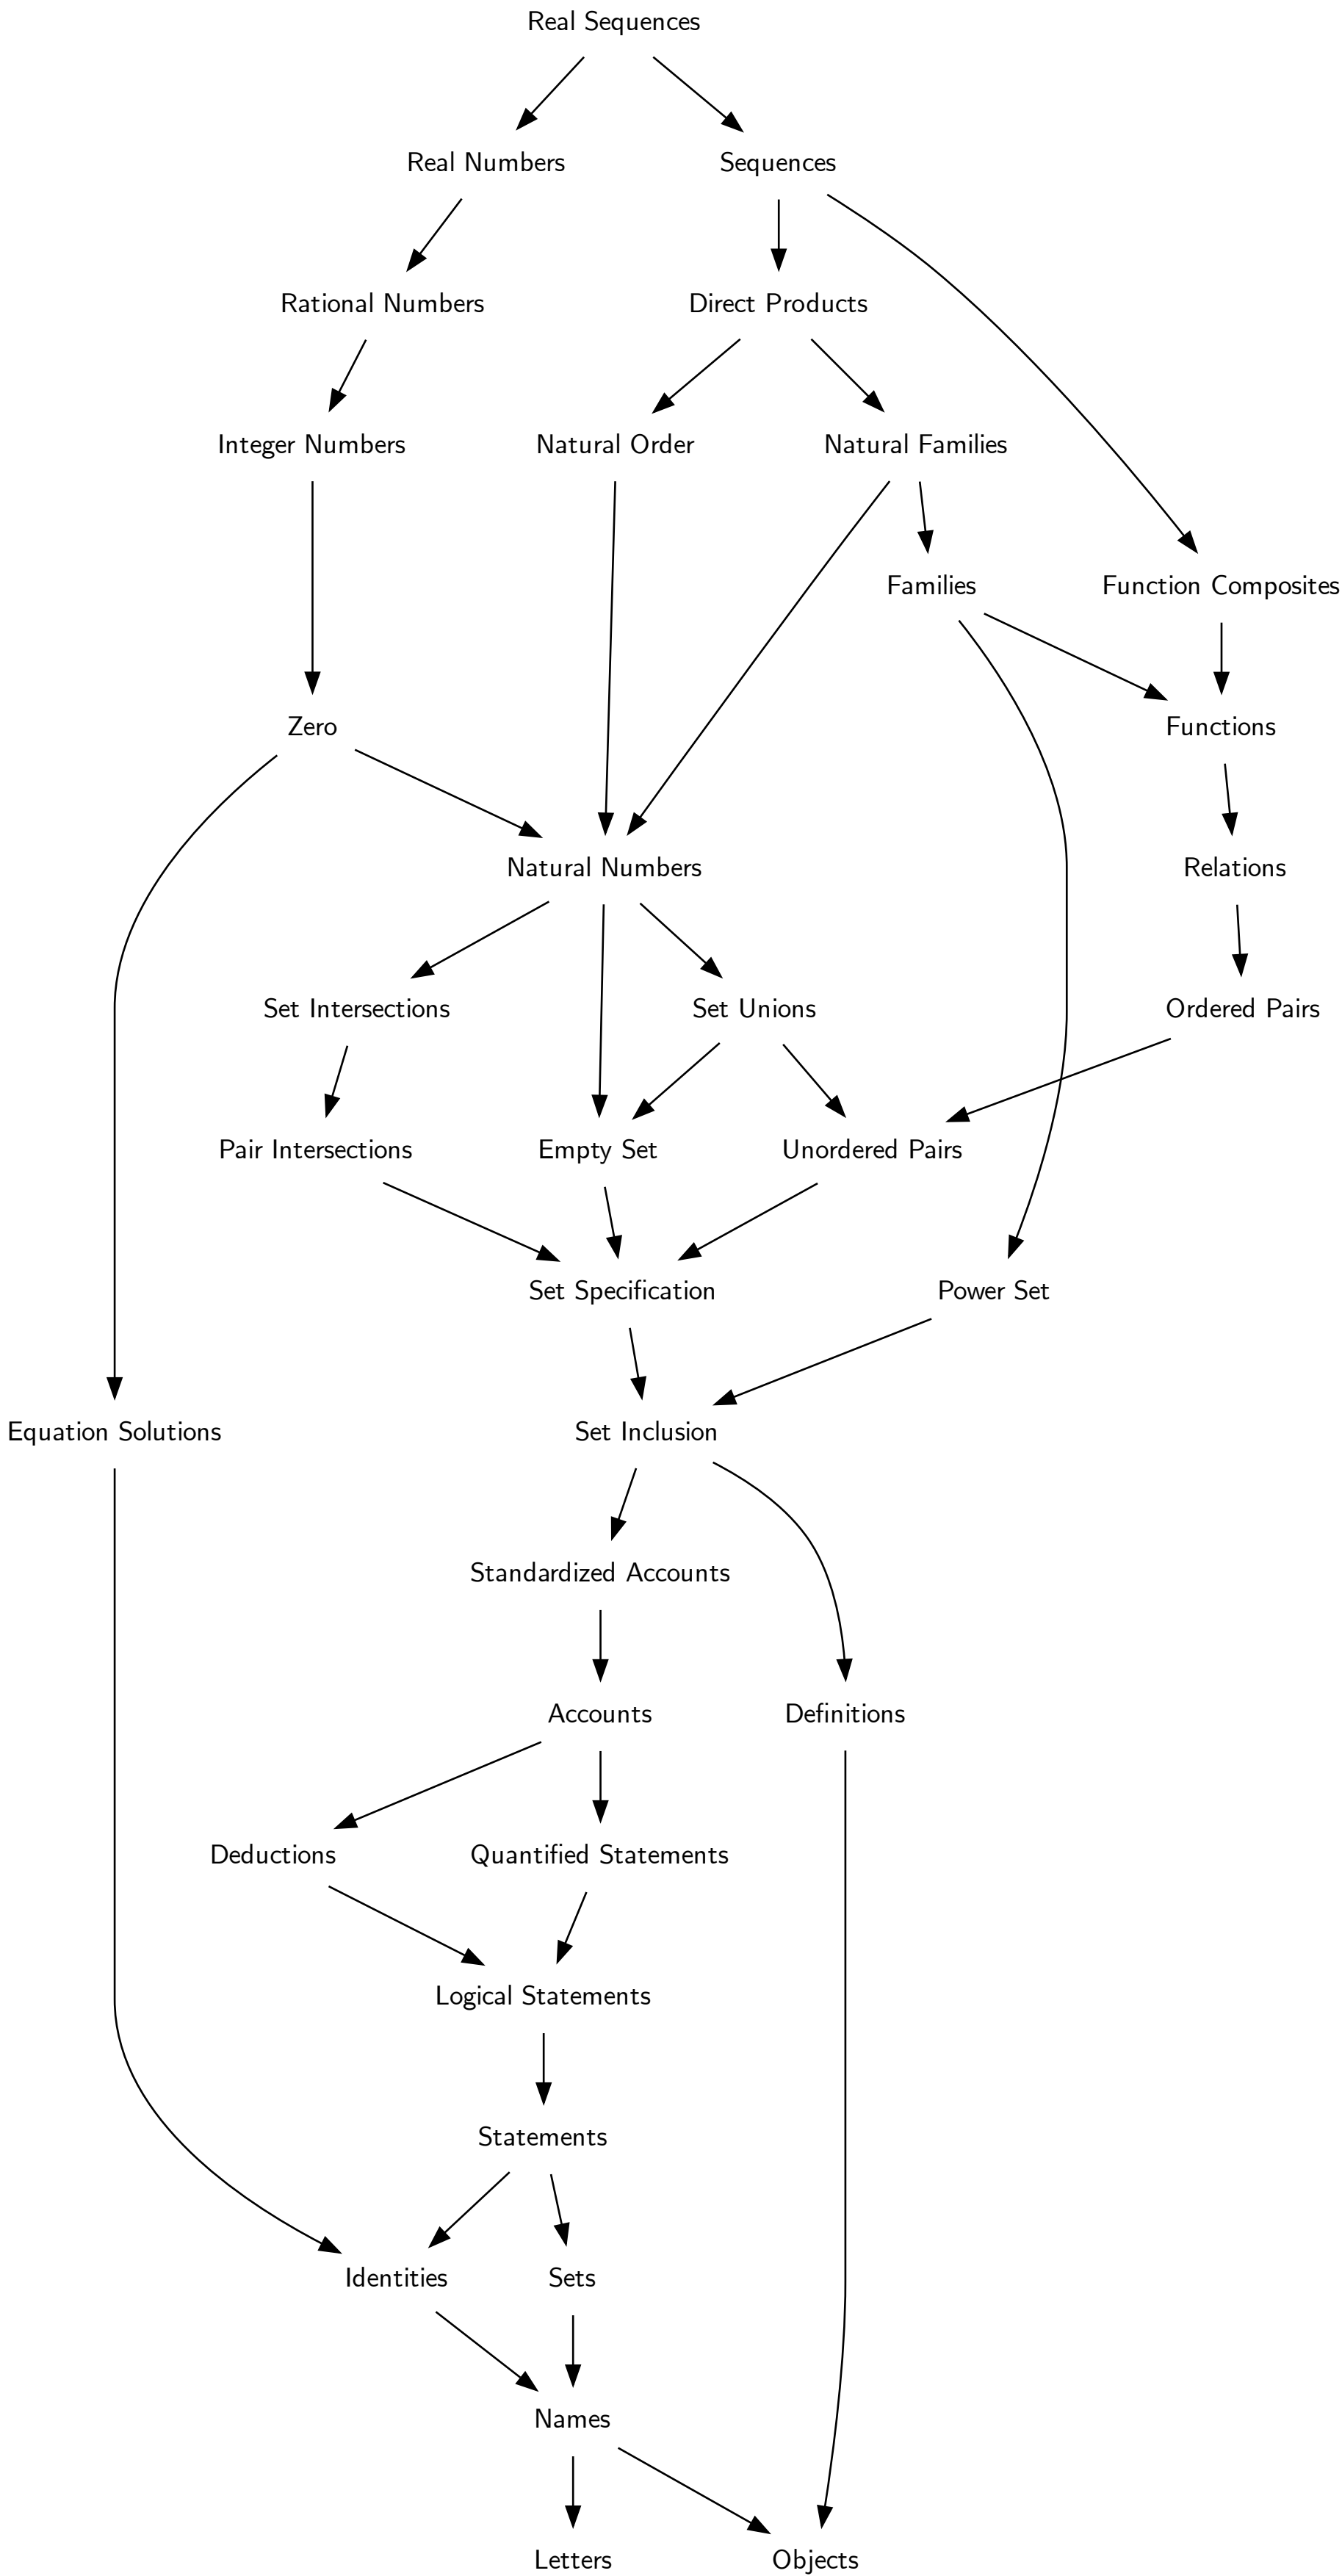 Real Sequences
Real Numbers
Sequences
Rational Numbers
Direct Products
Integer Numbers
Natural Order
Natural Families
Families
Function Composites
Zero
Functions
Natural Numbers
Relations
Set Intersections
Set Unions
Ordered Pairs
Pair Intersections
Empty Set
Unordered Pairs
Set Specification
Power Set
Equation Solutions
Set Inclusion
Standardized Accounts
Accounts
Definitions
Deductions
Quantified Statements
Logical Statements
Statements
Identities
Sets
Names
Letters
Objects